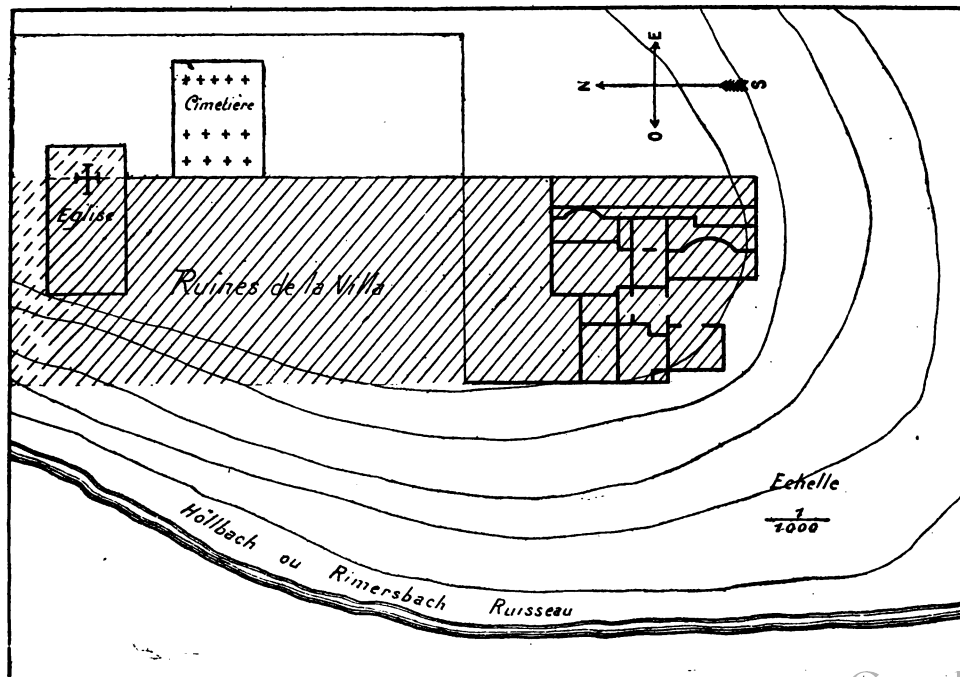 E
N
S
O
Cimetière
Eglise
Ruines de la Villa
Echelle
1
1000
Höllbach ou Rimersbach Ruisseau